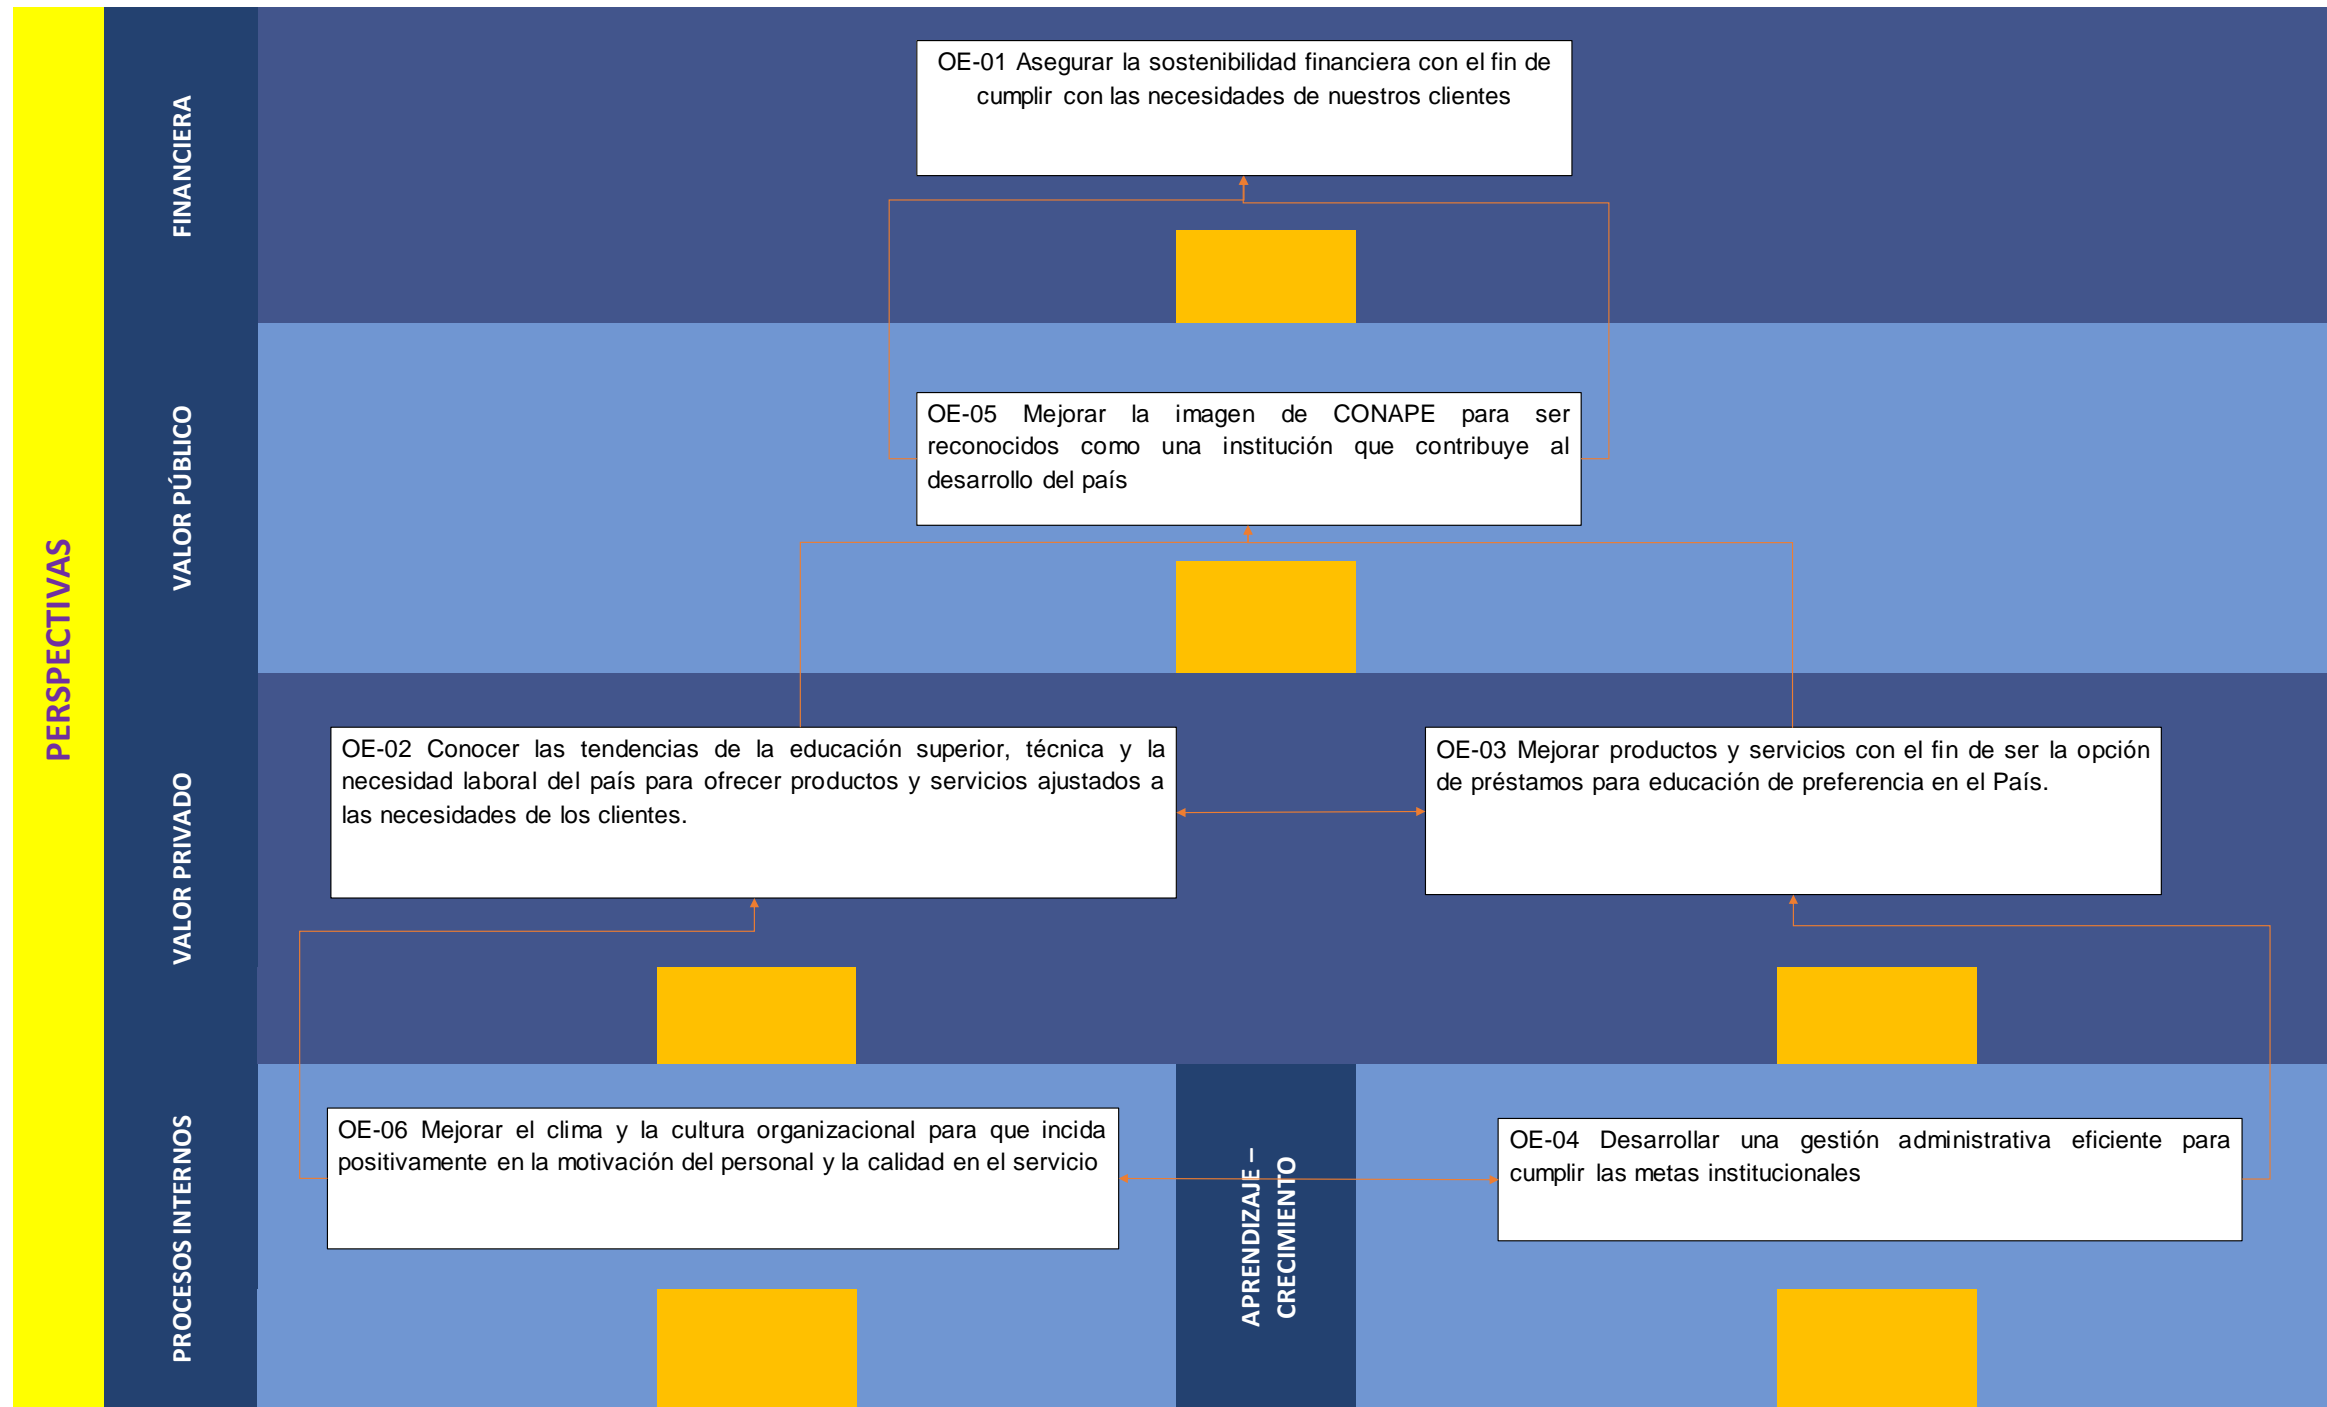 PERSPECTIVAS
FINANCIERA
OE-01 Asegurar la sostenibilidad financiera con el fin de
cumplir con las necesidades de nuestros clientes
VALOR PÚBLICO
OE-05 Mejorar la imagen de CONAPE para ser
reconocidos como una institución que contribuye al
desarrollo del país
VALOR PRIVADO
OE-02 Conocer las tendencias de la educación superior, técnica y la
necesidad laboral del país para ofrecer productos y servicios ajustados a
las necesidades de los clientes.
OE-03 Mejorar productos y servicios con el fin de ser la opción
de préstamos para educación de preferencia en el País.
PROCESOS INTERNOS
OE-06 Mejorar el clima y la cultura organizacional para que incida
positivamente en la motivación del personal y la calidad en el servicio
APRENDIZAJE –
CRECIMIENTO
OE-04 Desarrollar una gestión administrativa eficiente para
cumplir las metas institucionales